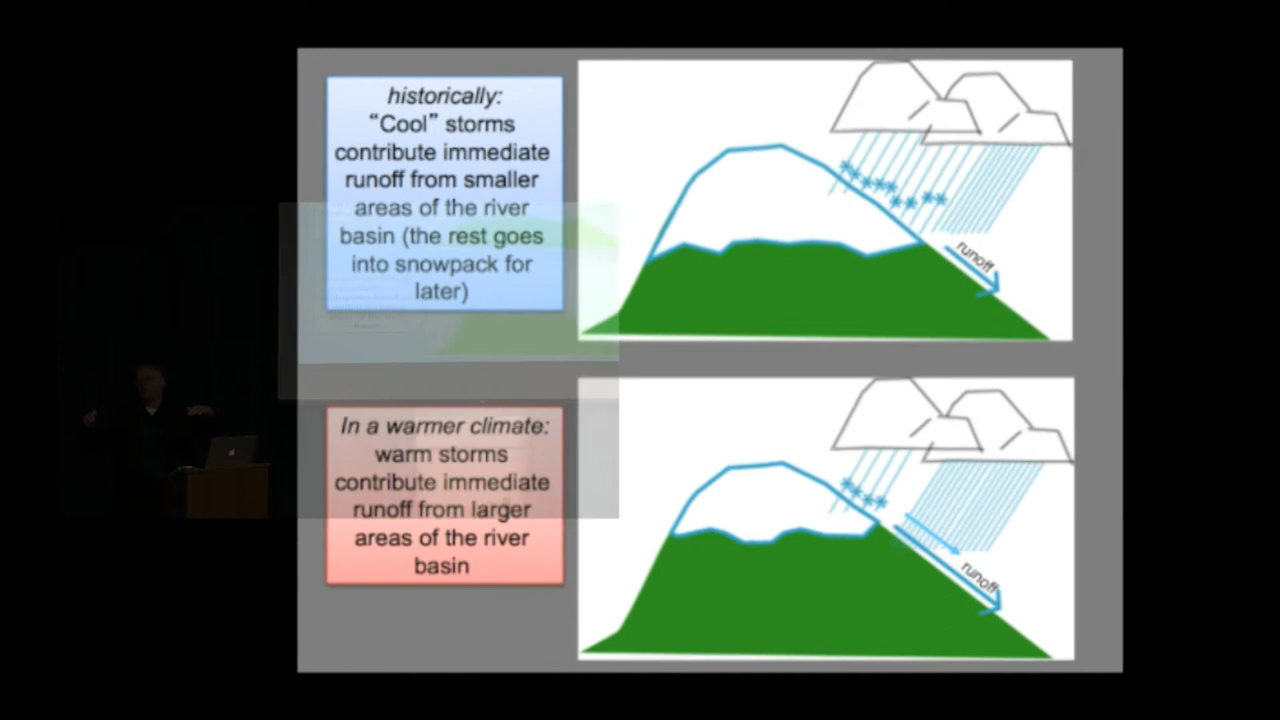 historically:
“Cool” storms
contribute immediate
runoff from smaller
areas of the river
basin (the rest goes
into snowpack for
later)
runoff
In a warmer climate:
warm storms
contribute immediate
runoff from larger
areas of the river
basin
runoff